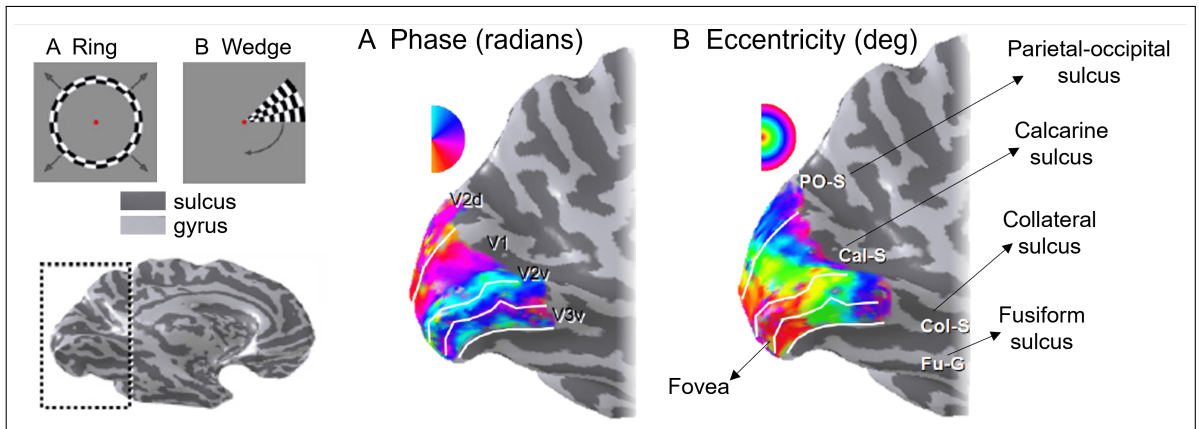 A Ring
B Wedge
sulcus
gyrus
A Phase (radians)
V2d
V1
V2v
V3v
B Eccentricity (deg)
PO-S
Cal-S
Col-S
Fu-G
Parietal-occipital
sulcus
Calcarine
sulcus
Collateral
sulcus
Fusiform
sulcus
Fovea